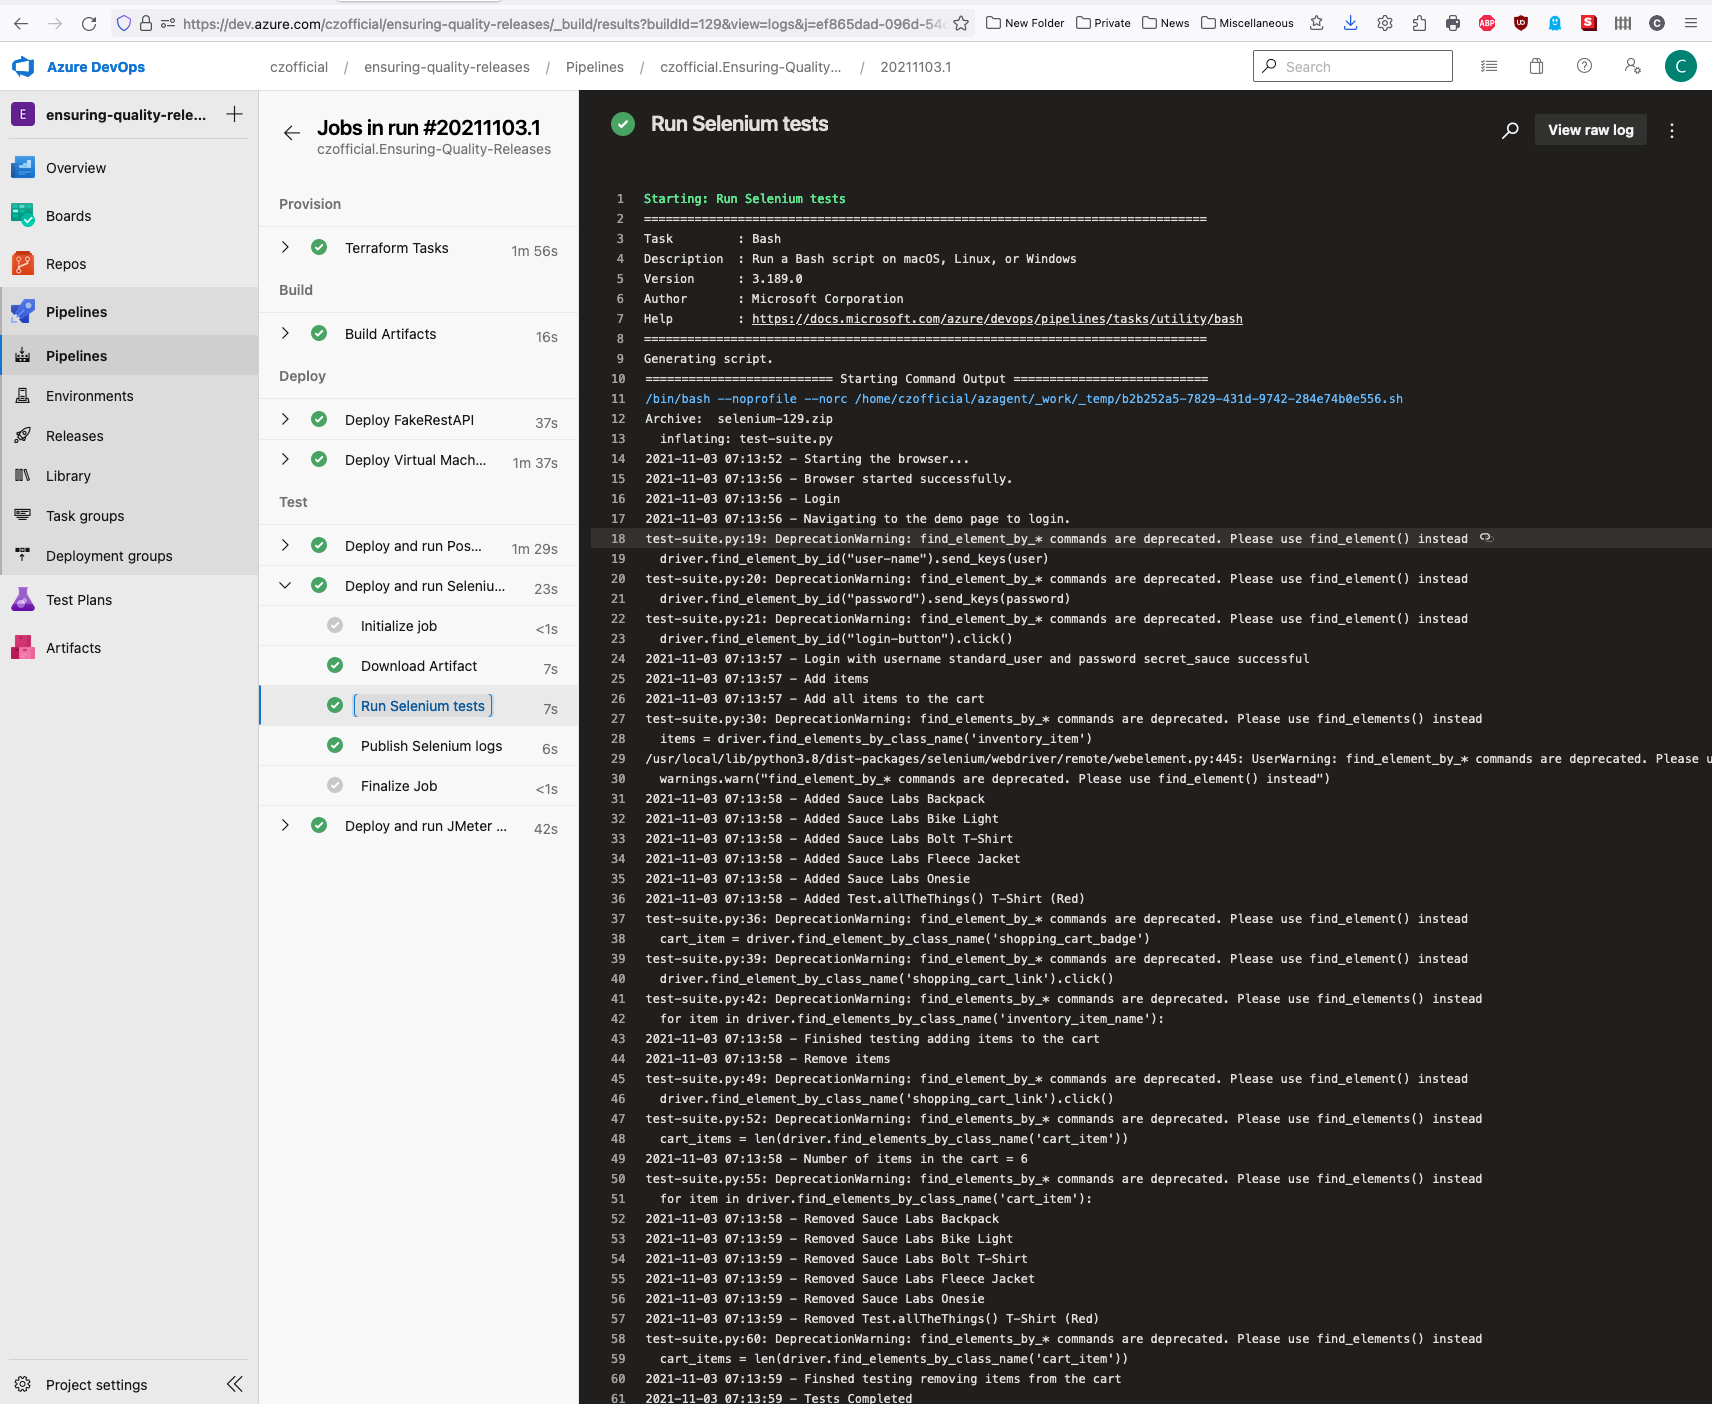 https://dev.azure.com/czofficial/ensuring-quality-releases/_build/results?buildId=129&view=logs&j=ef865dad-096d-54
New Folder
Private
News
Miscellaneous
Azure DevOps
czofficial / ensuring-quality-releases / Pipelines / czofficial.Ensuring-Quality... / 20211103.1
Search
C
E ensuring-quality-rele...
Overview
Boards
Repos
Pipelines
Pipelines
Environments
Releases
Library
Task groups
Deployment groups
Test Plans
Artifacts
Project settings
Jobs in run #20211103.1
czofficial.Ensuring-Quality-Releases
Provision
Terraform Tasks 1m 56s
Build
Build Artifacts 16s
Deploy
Deploy FakeRestAPI 37s
Deploy Virtual Mach... 1m 37s
Test
Deploy and run Pos... 1m 29s
Deploy and run Seleniu... 23s
Initialize job <1s
Download Artifact 7s
Run Selenium tests 7s
Publish Selenium logs 6s
Finalize Job <1s
Deploy and run JMeter ... 42s
Run Selenium tests
View raw log
1 Starting: Run Selenium tests
2 ==============================================================================
3 Task         : Bash
4 Description  : Run a Bash script on macOS, Linux, or Windows
5 Version      : 3.189.0
6 Author       : Microsoft Corporation
7 Help         : https://docs.microsoft.com/azure/devops/pipelines/tasks/utility/bash
8 ==============================================================================
9 Generating script.
10 ========================== Starting Command Output ===========================
11 /bin/bash --noprofile --norc /home/czofficial/azagent/_work/_temp/b2b252a5-7829-431d-9742-284e74b0e556.sh
12 Archive:  selenium-129.zip
13   inflating: test-suite.py
14 2021-11-03 07:13:52 - Starting the browser...
15 2021-11-03 07:13:56 - Browser started successfully.
16 2021-11-03 07:13:56 - Login
17 2021-11-03 07:13:56 - Navigating to the demo page to login.
18 test-suite.py:19: DeprecationWarning: find_element_by_* commands are deprecated. Please use find_element() instead
19   driver.find_element_by_id("user-name").send_keys(user)
20 test-suite.py:20: DeprecationWarning: find_element_by_* commands are deprecated. Please use find_element() instead
21   driver.find_element_by_id("password").send_keys(password)
22 test-suite.py:21: DeprecationWarning: find_element_by_* commands are deprecated. Please use find_element() instead
23   driver.find_element_by_id("login-button").click()
24 2021-11-03 07:13:57 - Login with username standard_user and password secret_sauce successful
25 2021-11-03 07:13:57 - Add items
26 2021-11-03 07:13:57 - Add all items to the cart
27 test-suite.py:30: DeprecationWarning: find_elements_by_* commands are deprecated. Please use find_elements() instead
28   items = driver.find_elements_by_class_name('inventory_item')
29 /usr/local/lib/python3.8/dist-packages/selenium/webdriver/remote/webelement.py:445: UserWarning: find_element_by_* commands are deprecated. Please u
30   warnings.warn("find_element_by_* commands are deprecated. Please use find_element() instead")
31 2021-11-03 07:13:58 - Added Sauce Labs Backpack
32 2021-11-03 07:13:58 - Added Sauce Labs Bike Light
33 2021-11-03 07:13:58 - Added Sauce Labs Bolt T-Shirt
34 2021-11-03 07:13:58 - Added Sauce Labs Fleece Jacket
35 2021-11-03 07:13:58 - Added Sauce Labs Onesie
36 2021-11-03 07:13:58 - Added Test.allTheThings() T-Shirt (Red)
37 test-suite.py:36: DeprecationWarning: find_element_by_* commands are deprecated. Please use find_element() instead
38   cart_item = driver.find_element_by_class_name('shopping_cart_badge')
39 test-suite.py:39: DeprecationWarning: find_element_by_* commands are deprecated. Please use find_element() instead
40   driver.find_element_by_class_name('shopping_cart_link').click()
41 test-suite.py:42: DeprecationWarning: find_elements_by_* commands are deprecated. Please use find_elements() instead
42   for item in driver.find_elements_by_class_name('inventory_item_name'):
43 2021-11-03 07:13:58 - Finished testing adding items to the cart
44 2021-11-03 07:13:58 - Remove items
45 test-suite.py:49: DeprecationWarning: find_element_by_* commands are deprecated. Please use find_element() instead
46   driver.find_element_by_class_name('shopping_cart_link').click()
47 test-suite.py:52: DeprecationWarning: find_elements_by_* commands are deprecated. Please use find_elements() instead
48   cart_items = len(driver.find_elements_by_class_name('cart_item'))
49 2021-11-03 07:13:58 - Number of items in the cart = 6
50 test-suite.py:55: DeprecationWarning: find_elements_by_* commands are deprecated. Please use find_elements() instead
51   for item in driver.find_elements_by_class_name('cart_item'):
52 2021-11-03 07:13:58 - Removed Sauce Labs Backpack
53 2021-11-03 07:13:59 - Removed Sauce Labs Bike Light
54 2021-11-03 07:13:59 - Removed Sauce Labs Bolt T-Shirt
55 2021-11-03 07:13:59 - Removed Sauce Labs Fleece Jacket
56 2021-11-03 07:13:59 - Removed Sauce Labs Onesie
57 2021-11-03 07:13:59 - Removed Test.allTheThings() T-Shirt (Red)
58 test-suite.py:60: DeprecationWarning: find_elements_by_* commands are deprecated. Please use find_elements() instead
59   cart_items = len(driver.find_elements_by_class_name('cart_item'))
60 2021-11-03 07:13:59 - Finshed testing removing items from the cart
61 2021-11-03 07:13:59 - Tests Completed